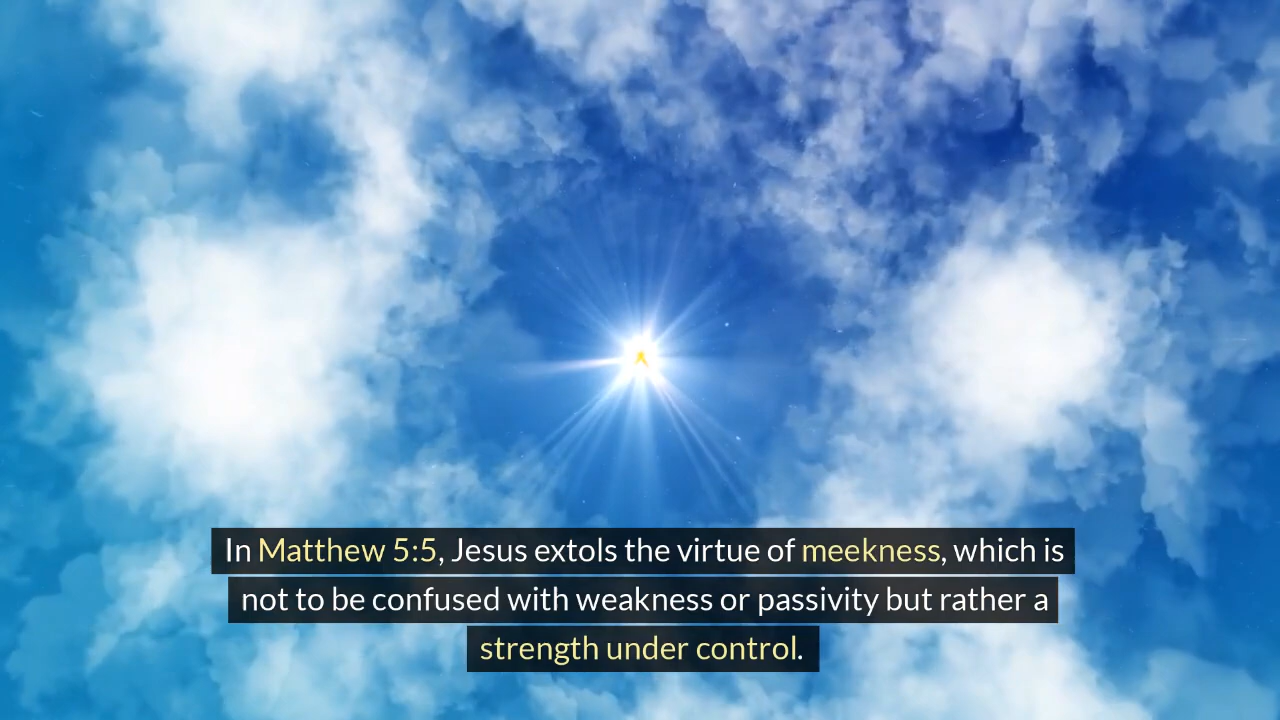 In Matthew 5:5, Jesus extols the virtue of meekness, which is
not to be confused with weakness or passivity but rather a
strength under control.